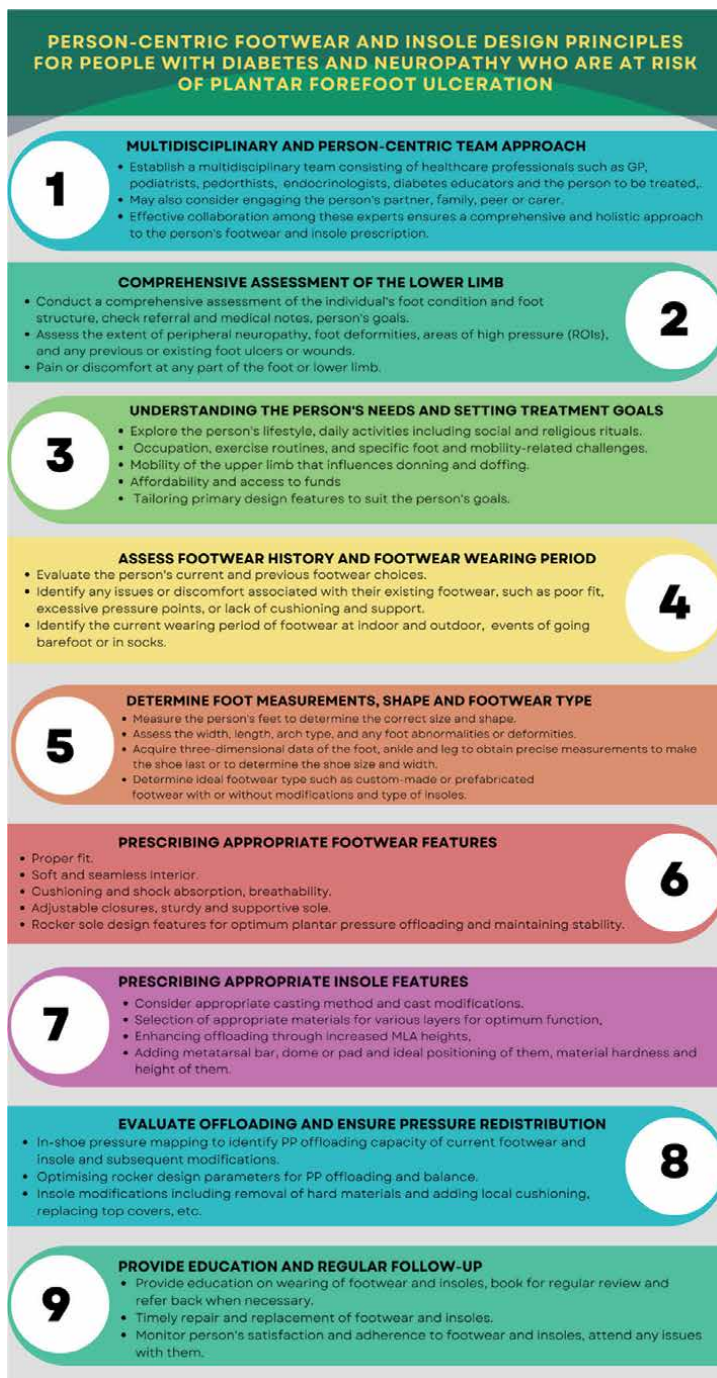 PERSON-CENTRIC FOOTWEAR AND INSOLE DESIGN PRINCIPLES
FOR PEOPLE WITH DIABETES AND NEUROPATHY WHO ARE AT RISK
OF PLANTAR FOREFOOT ULCERATION
1
MULTIDISCIPLINARY AND PERSON-CENTRIC TEAM APPROACH
• Establish a multidisciplinary team consisting of healthcare professionals such as GP,
podiatrists, pedorthists, endocrinologists, diabetes educators and the person to be treated,.
• May also consider engaging the person's partner, family, peer or carer.
• Effective collaboration among these experts ensures a comprehensive and holistic approach
to the person's footwear and insole prescription.
2
COMPREHENSIVE ASSESSMENT OF THE LOWER LIMB
• Conduct a comprehensive assessment of the individual's foot condition and foot
structure, check referral and medical notes, person's goals.
• Assess the extent of peripheral neuropathy, foot deformities, areas of high pressure (ROIs),
and any previous or existing foot ulcers or wounds.
• Pain or discomfort at any part of the foot or lower limb.
3
UNDERSTANDING THE PERSON'S NEEDS AND SETTING TREATMENT GOALS
• Explore the person's lifestyle, daily activities including social and religious rituals.
• Occupation, exercise routines, and specific foot and mobility-related challenges.
• Mobility of the upper limb that influences donning and doffing.
• Affordability and access to funds
• Tailoring primary design features to suit the person's goals.
4
ASSESS FOOTWEAR HISTORY AND FOOTWEAR WEARING PERIOD
• Evaluate the person's current and previous footwear choices.
• Identify any issues or discomfort associated with their existing footwear, such as poor fit,
excessive pressure points, or lack of cushioning and support.
• Identify the current wearing period of footwear at indoor and outdoor, events of going
barefoot or in socks.
5
DETERMINE FOOT MEASUREMENTS, SHAPE AND FOOTWEAR TYPE
• Measure the person's feet to determine the correct size and shape.
• Assess the width, length, arch type, and any foot abnormalities or deformities.
• Acquire three-dimensional data of the foot, ankle and leg to obtain precise measurements to make
the shoe last or to determine the shoe size and width.
• Determine ideal footwear type such as custom-made or prefabricated
footwear with or without modifications and type of insoles.
6
PRESCRIBING APPROPRIATE FOOTWEAR FEATURES
• Proper fit.
• Soft and seamless interior.
• Cushioning and shock absorption, breathability.
• Adjustable closures, sturdy and supportive sole.
• Rocker sole design features for optimum plantar pressure offloading and maintaining stability.
7
PRESCRIBING APPROPRIATE INSOLE FEATURES
• Consider appropriate casting method and cast modifications.
• Selection of appropriate materials for various layers for optimum function,
• Enhancing offloading through increased MLA heights,
• Adding metatarsal bar, dome or pad and ideal positioning of them, material hardness and
height of them.
8
EVALUATE OFFLOADING AND ENSURE PRESSURE REDISTRIBUTION
• In-shoe pressure mapping to identify PP offloading capacity of current footwear and
insole and subsequent modifications.
• Optimising rocker design parameters for PP offloading and balance.
• Insole modifications including removal of hard materials and adding local cushioning,
replacing top covers, etc.
9
PROVIDE EDUCATION AND REGULAR FOLLOW-UP
• Provide education on wearing of footwear and insoles, book for regular review and
refer back when necessary.
• Timely repair and replacement of footwear and insoles.
• Monitor person's satisfaction and adherence to footwear and insoles, attend any issues
with them.